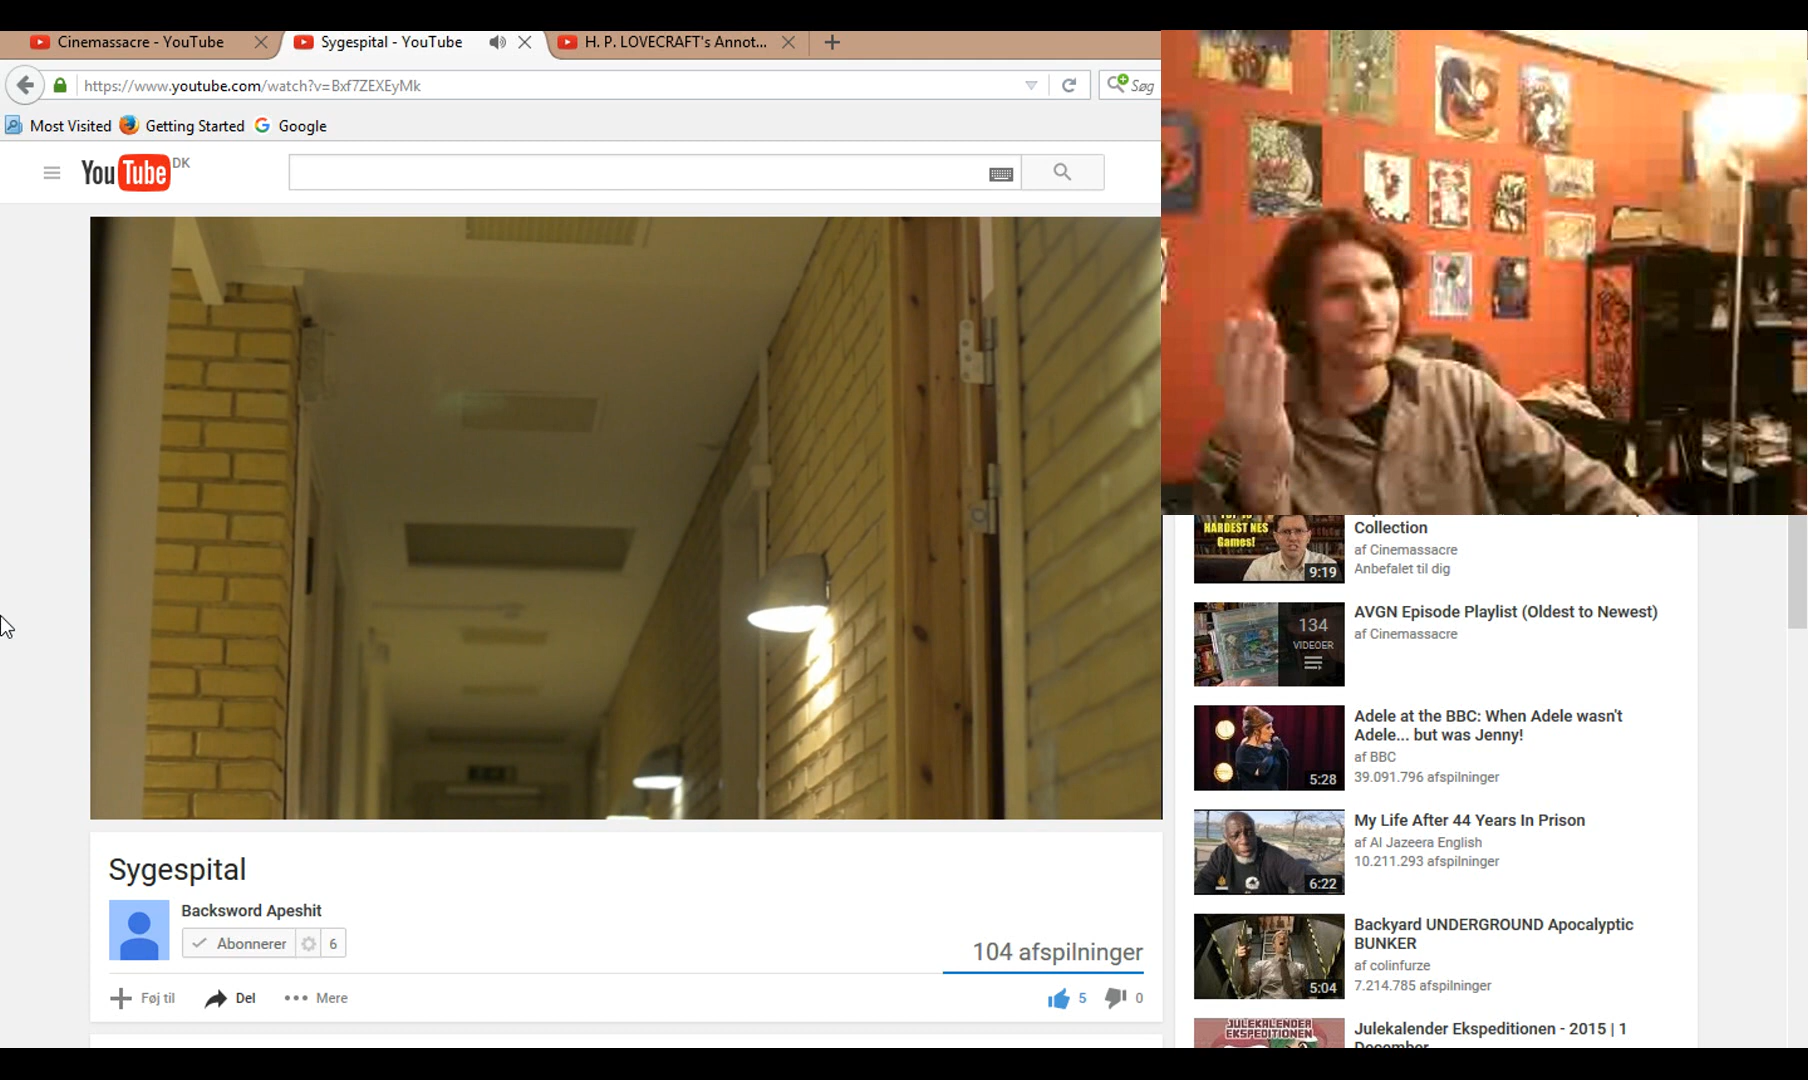 Cinemassacre - YouTube
Sygespital - YouTube
H. P. LOVECRAFT's Annot...
https://www.youtube.com/watch?v=Bxf7ZEXEyMk
Søg
Most Visited
Getting Started
Google
YouTube DK
Sygespital
Backsword Apeshit
Abonnerer 6
104 afspilninger
Føj til
Del
Mere
5
0
HARDEST NES
Games!
9:19
Collection
af Cinemassacre
Anbefalet til dig
134
VIDEOER
AVGN Episode Playlist (Oldest to Newest)
af Cinemassacre
5:28
Adele at the BBC: When Adele wasn't
Adele... but was Jenny!
af BBC
39.091.796 afspilninger
6:22
My Life After 44 Years In Prison
af Al Jazeera English
10.211.293 afspilninger
5:04
Backyard UNDERGROUND Apocalyptic
BUNKER
af colinfurze
7.214.785 afspilninger
JULEKALENDER
EKSPEDITIONEN
Julekalender Ekspeditionen - 2015 | 1
December